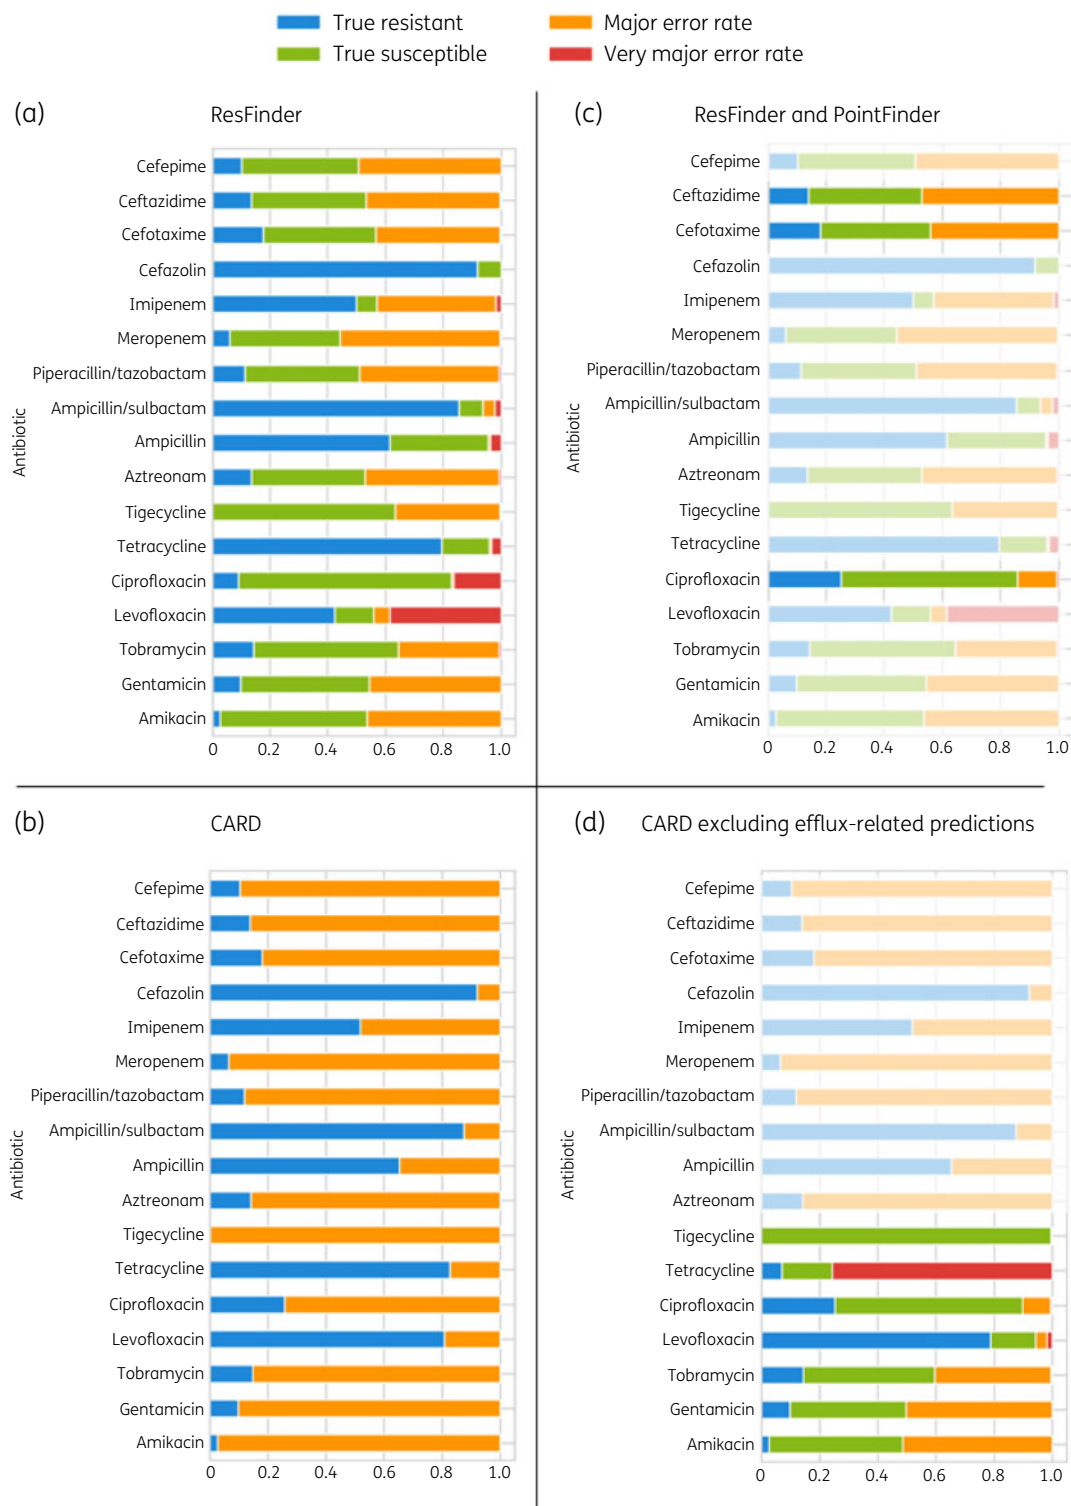 True resistant
True susceptible
Major error rate
Very major error rate
(a)
ResFinder
Antibiotic
Cefepime
Ceftazidime
Cefotaxime
Cefazolin
Imipenem
Meropenem
Piperacillin/tazobactam
Ampicillin/sulbactam
Ampicillin
Aztreonam
Tigecycline
Tetracycline
Ciprofloxacin
Levofloxacin
Tobramycin
Gentamicin
Amikacin
0 0.2 0.4 0.6 0.8 1.0
(c)
ResFinder and PointFinder
Antibiotic
Cefepime
Ceftazidime
Cefotaxime
Cefazolin
Imipenem
Meropenem
Piperacillin/tazobactam
Ampicillin/sulbactam
Ampicillin
Aztreonam
Tigecycline
Tetracycline
Ciprofloxacin
Levofloxacin
Tobramycin
Gentamicin
Amikacin
0 0.2 0.4 0.6 0.8 1.0
(b)
CARD
Antibiotic
Cefepime
Ceftazidime
Cefotaxime
Cefazolin
Imipenem
Meropenem
Piperacillin/tazobactam
Ampicillin/sulbactam
Ampicillin
Aztreonam
Tigecycline
Tetracycline
Ciprofloxacin
Levofloxacin
Tobramycin
Gentamicin
Amikacin
0 0.2 0.4 0.6 0.8 1.0
(d)
CARD excluding efflux-related predictions
Antibiotic
Cefepime
Ceftazidime
Cefotaxime
Cefazolin
Imipenem
Meropenem
Piperacillin/tazobactam
Ampicillin/sulbactam
Ampicillin
Aztreonam
Tigecycline
Tetracycline
Ciprofloxacin
Levofloxacin
Tobramycin
Gentamicin
Amikacin
0 0.2 0.4 0.6 0.8 1.0